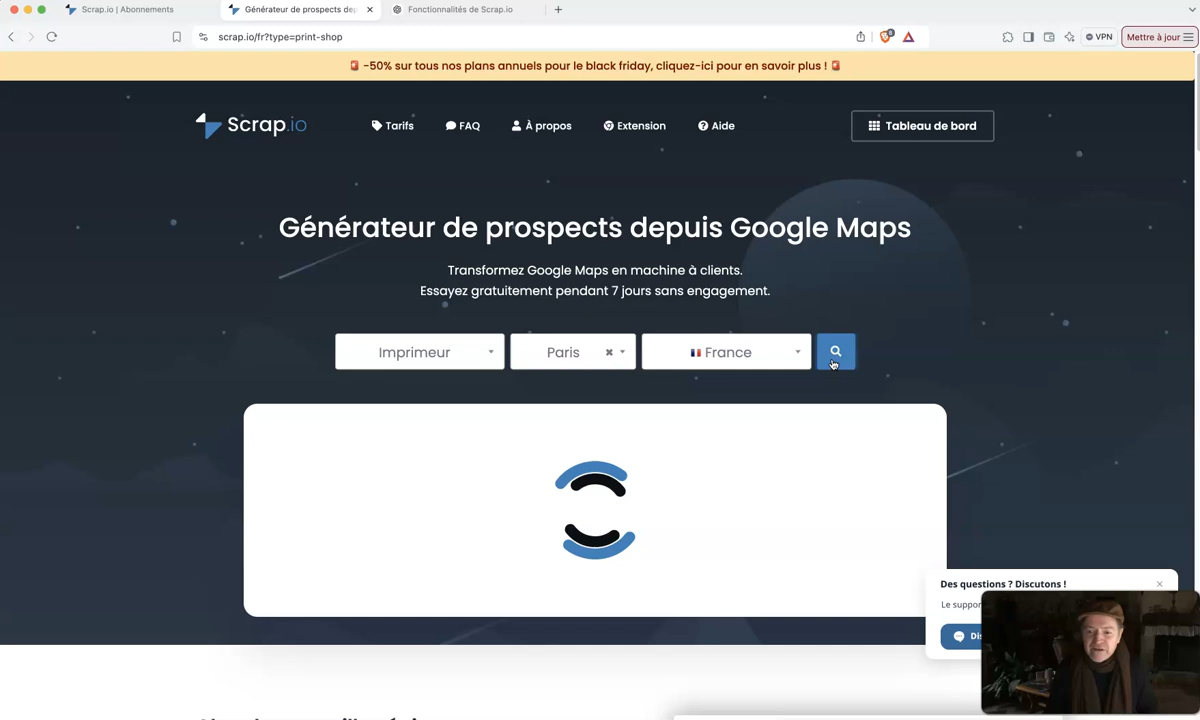 Scrap.io | Abonnements
Générateur de prospects dep
Fonctionnalités de Scrap.io
scrap.io/fr?type=print-shop
VPN
Mettre à jour
-50% sur tous nos plans annuels pour le black friday, cliquez-ici pour en savoir plus !
Scrap.io
Tarifs
FAQ
À propos
Extension
Aide
Tableau de bord
Générateur de prospects depuis Google Maps
Transformez Google Maps en machine à clients.
Essayez gratuitement pendant 7 jours sans engagement.
Imprimeur
Paris
France
Des questions ? Discutons !
Le suppor
Dis